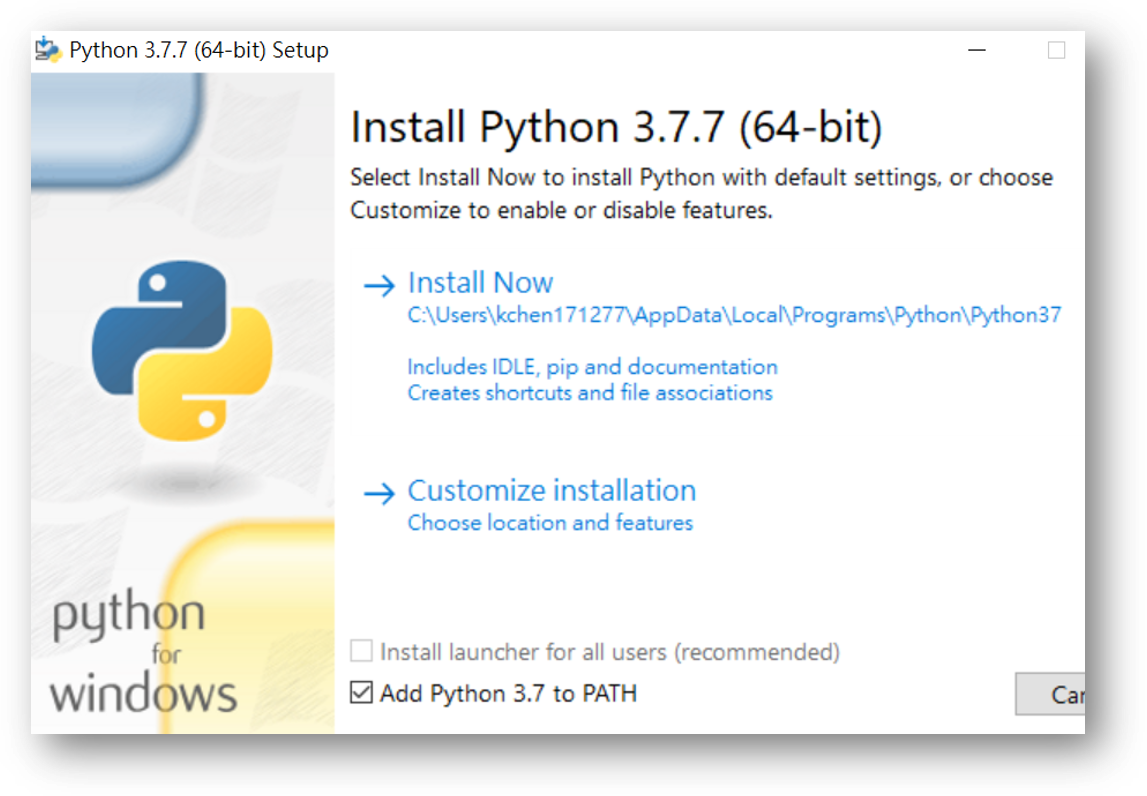 Python 3.7.7 (64-bit) Setup
Install Python 3.7.7 (64-bit)
Select Install Now to install Python with default settings, or choose
Customize to enable or disable features.
Install Now
C:\Users\kchen171277\AppData\Local\Programs\Python\Python37
Includes IDLE, pip and documentation
Creates shortcuts and file associations
Customize installation
Choose location and features
python
for
windows
Install launcher for all users (recommended)
Add Python 3.7 to PATH